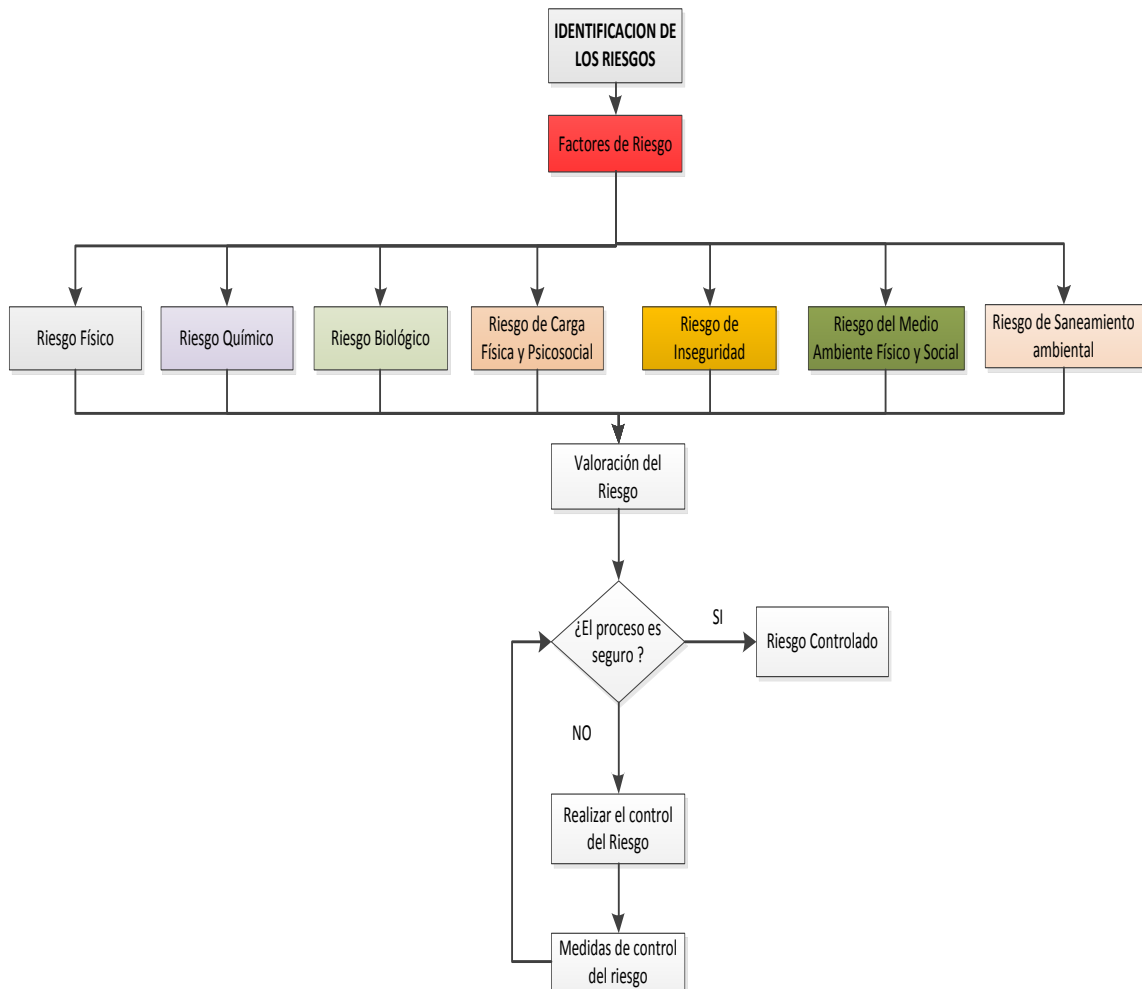 IDENTIFICACION DE
LOS RIESGOS
Factores de Riesgo
Riesgo Físico
Riesgo Químico
Riesgo Biológico
Riesgo de Carga
Física y Psicosocial
Riesgo de
Inseguridad
Riesgo del Medio
Ambiente Físico y Social
Riesgo de Saneamiento
ambiental
Valoración del
Riesgo
¿El proceso es
seguro ?
SI
Riesgo Controlado
NO
Realizar el control
del Riesgo
Medidas de control
del riesgo